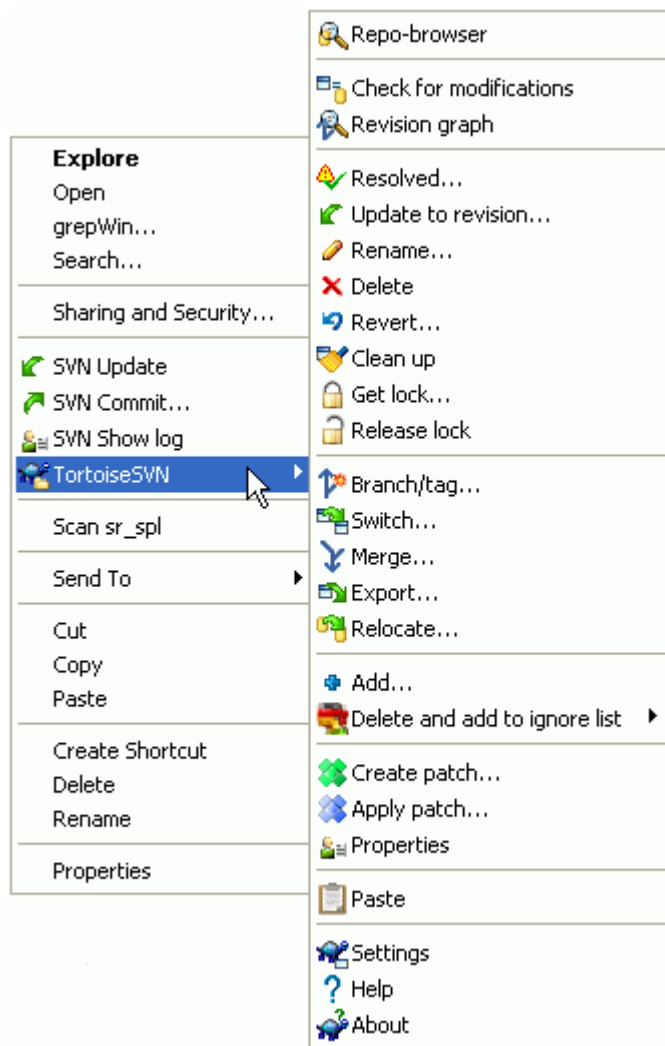 Explore
Open
grepWin...
Search...
Sharing and Security...
SVN Update
SVN Commit...
SVN Show log
TortoiseSVN
Scan sr_spl
Send To
Cut
Copy
Paste
Create Shortcut
Delete
Rename
Properties
Repo-browser
Check for modifications
Revision graph
Resolved...
Update to revision...
Rename...
Delete
Revert...
Clean up
Get lock...
Release lock
Branch/tag...
Switch...
Merge...
Export...
Relocate...
Add...
Delete and add to ignore list
Create patch...
Apply patch...
Properties
Paste
Settings
Help
About